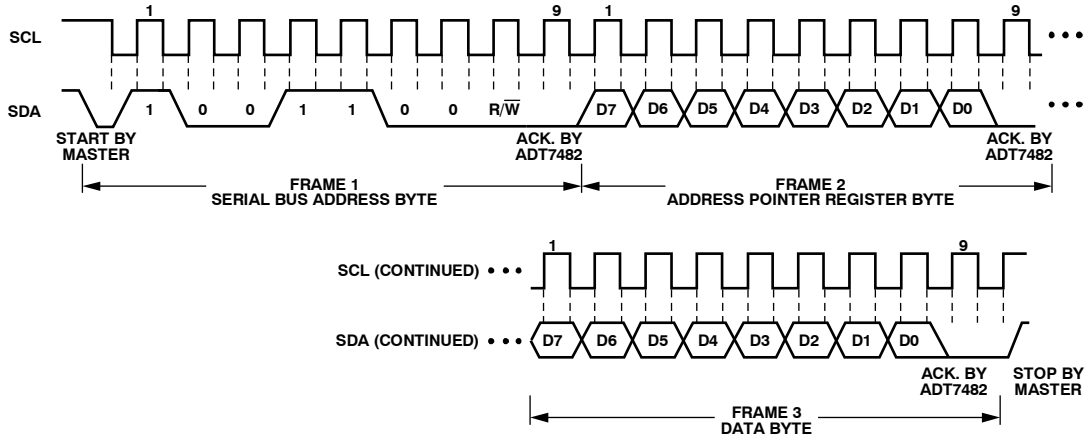 1 9 1 9
SCL • • •
SDA 1 0 0 1 1 0 0 R/W̅ D7 D6 D5 D4 D3 D2 D1 D0 • • •
START BY
MASTER
ACK. BY
ADT7482
ACK. BY
ADT7482
FRAME 1
SERIAL BUS ADDRESS BYTE
FRAME 2
ADDRESS POINTER REGISTER BYTE
1 9
SCL (CONTINUED) • • •
SDA (CONTINUED) • • • D7 D6 D5 D4 D3 D2 D1 D0
ACK. BY
ADT7482
STOP BY
MASTER
FRAME 3
DATA BYTE